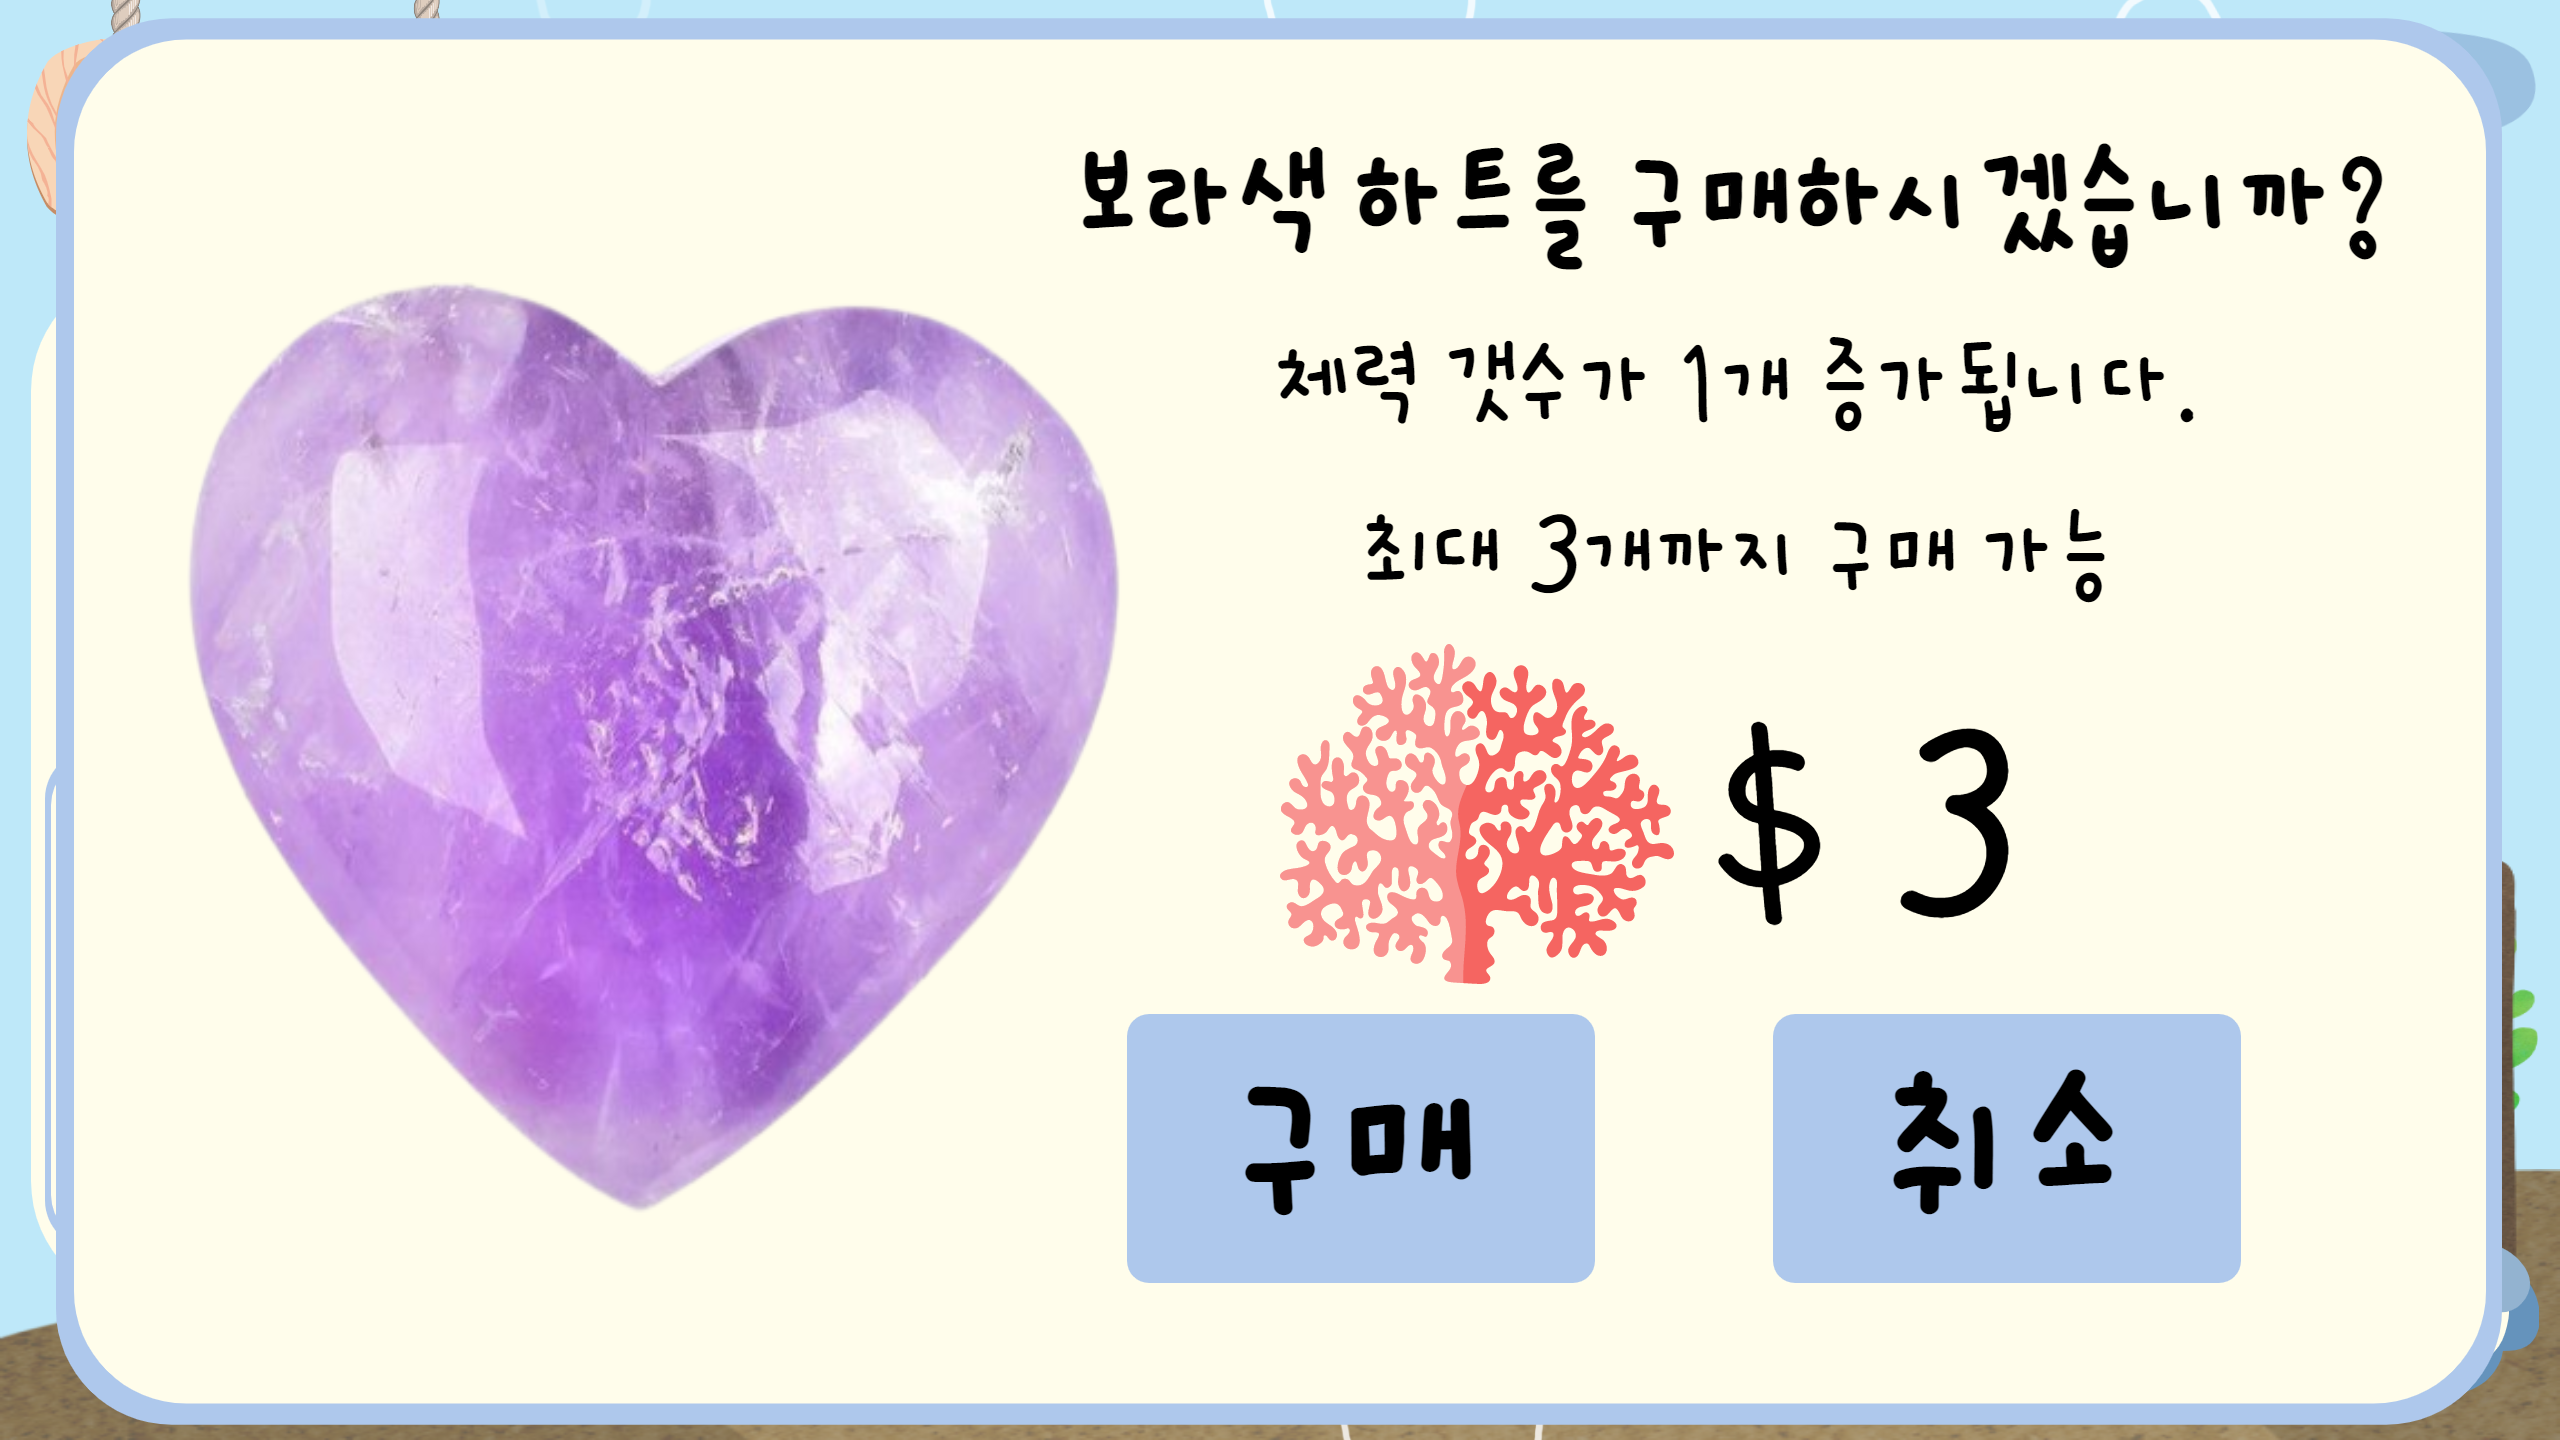 보라색 하트를 구매하시겠습니까?
체력 갯수가 1개 증가됩니다.
최대 3개까지 구매 가능
$ 3
구매
취소